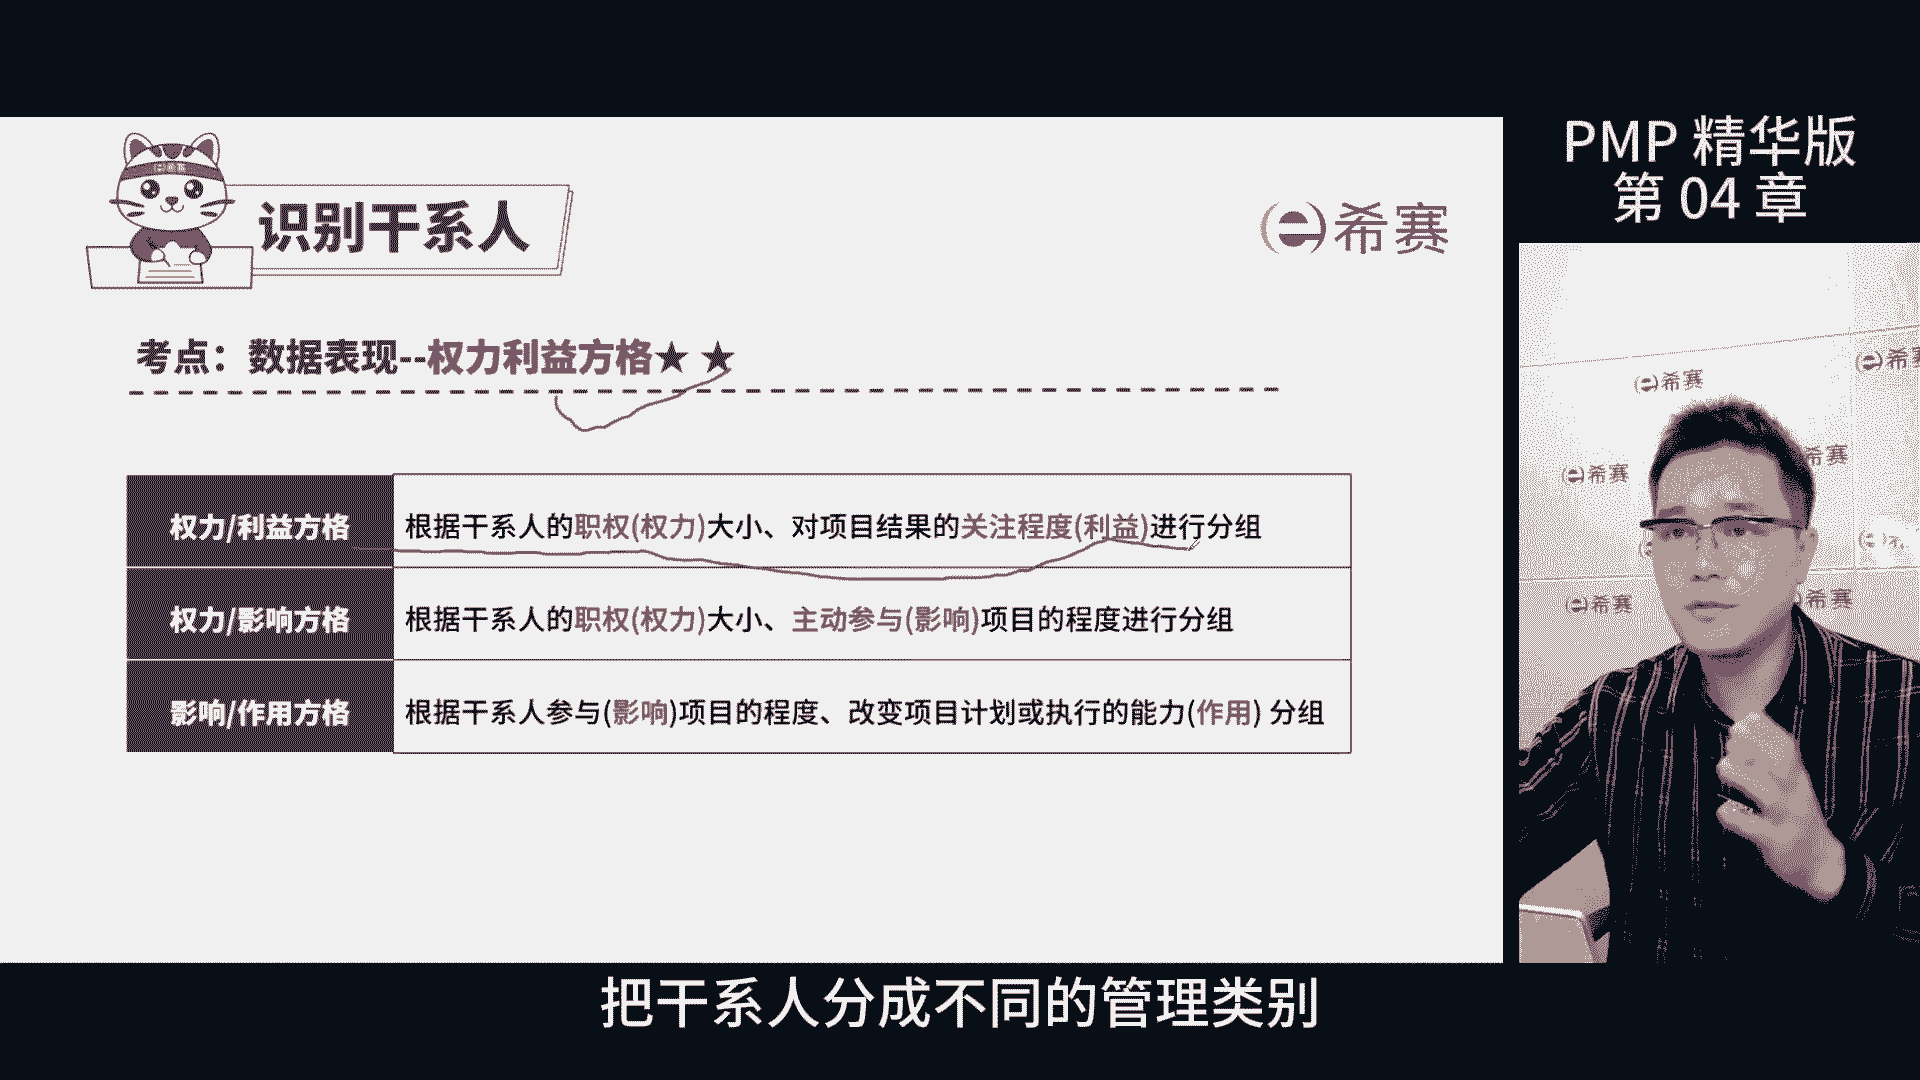 PMP 精华版
第 04 章
识别干系人
希赛
考点：数据表现--权力利益方格★ ★
权力/利益方格
根据干系人的职权(权力)大小、对项目结果的关注程度(利益)进行分组
权力/影响方格
根据干系人的职权(权力)大小、主动参与(影响)项目的程度进行分组
影响/作用方格
根据干系人参与(影响)项目的程度、改变项目计划或执行的能力(作用) 分组
希赛
希赛
希赛
希赛
希赛
希赛
把干系人分成不同的管理类别